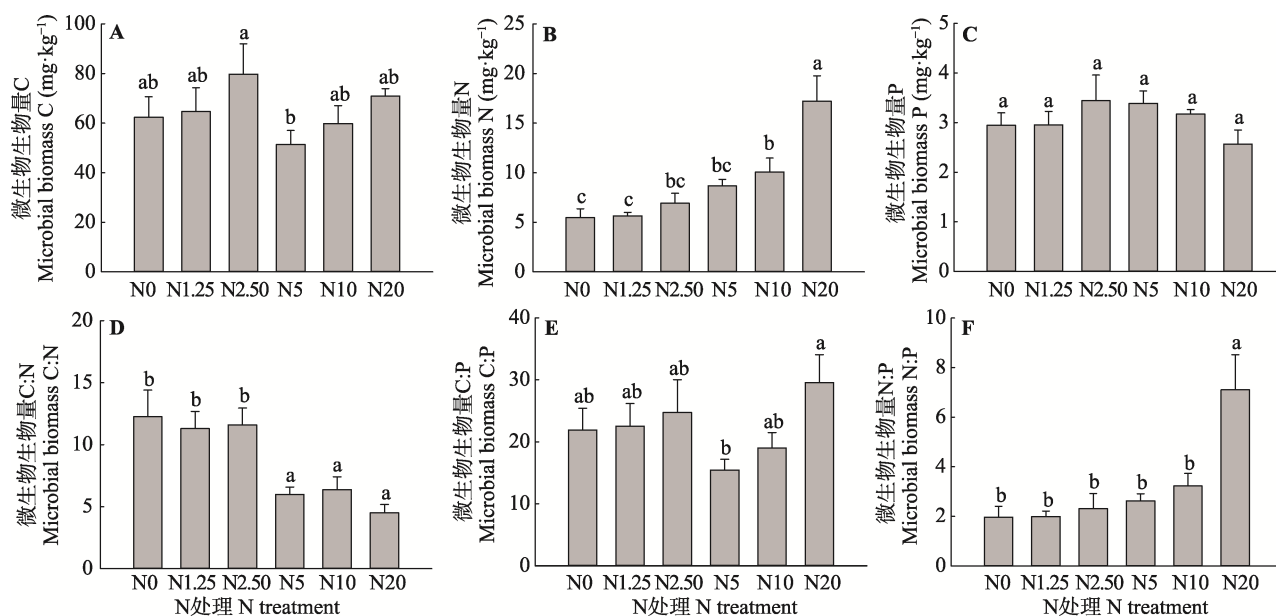 微生物生物量C
Microbial biomass C (mg·kg⁻¹)
100
80
60
40
20
0
A
ab
ab
a
b
ab
ab
N0 N1.25 N2.50 N5 N10 N20
微生物生物量N
Microbial biomass N (mg·kg⁻¹)
25
20
15
10
5
0
B
c
c
bc
bc
b
a
N0 N1.25 N2.50 N5 N10 N20
微生物生物量P
Microbial biomass P (mg·kg⁻¹)
5
4
3
2
1
0
C
a
a
a
a
a
a
N0 N1.25 N2.50 N5 N10 N20
微生物生物量C:N
Microbial biomass C:N
20
15
10
5
0
D
b
b
b
a
a
a
N0 N1.25 N2.50 N5 N10 N20
N处理 N treatment
微生物生物量C:P
Microbial biomass C:P
40
30
20
10
0
E
ab
ab
ab
b
ab
a
N0 N1.25 N2.50 N5 N10 N20
N处理 N treatment
微生物生物量N:P
Microbial biomass N:P
10
8
6
4
2
0
F
b
b
b
b
b
a
N0 N1.25 N2.50 N5 N10 N20
N处理 N treatment